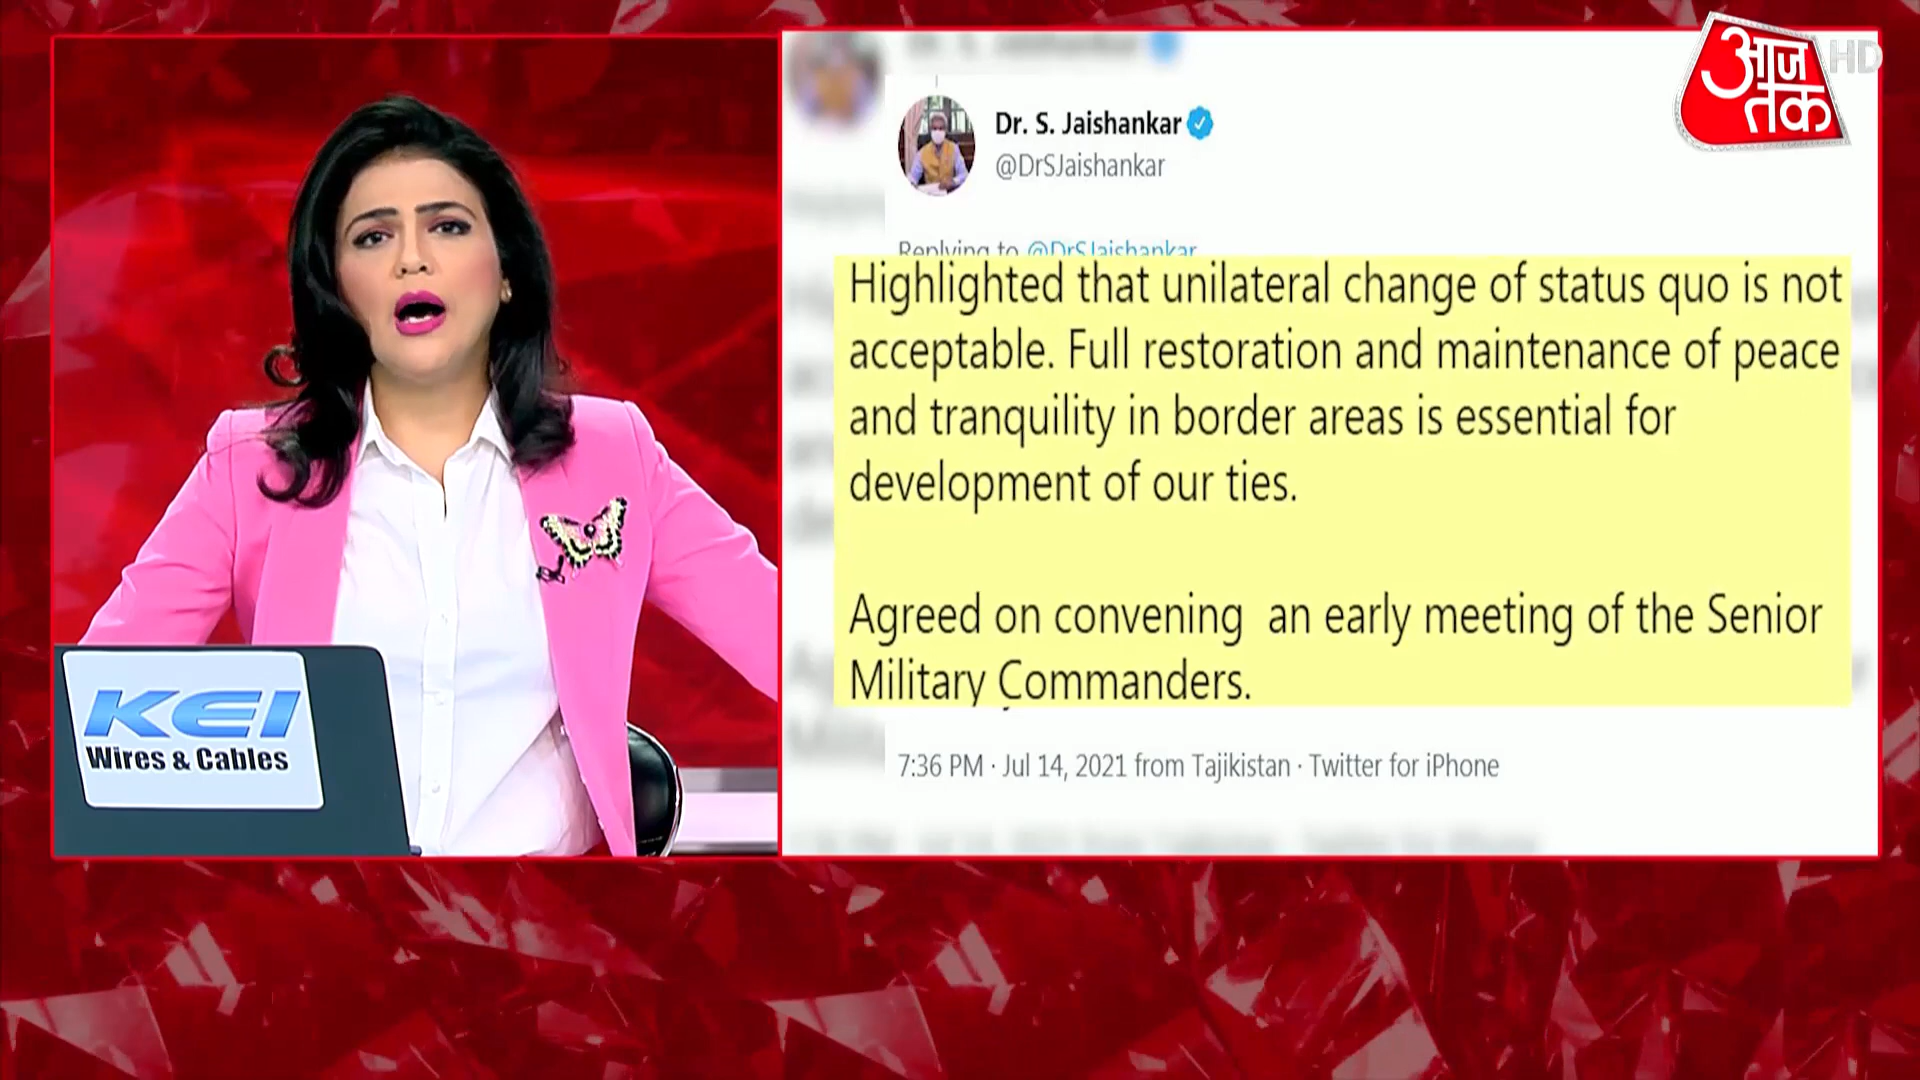 आज
तक
HD
Dr. S. Jaishankar
@DrSJaishankar
Replying to @DrSJaishankar
Highlighted that unilateral change of status quo is not
acceptable. Full restoration and maintenance of peace
and tranquility in border areas is essential for
development of our ties.
Agreed on convening an early meeting of the Senior
Military Commanders.
7:36 PM · Jul 14, 2021 from Tajikistan · Twitter for iPhone
KEI
Wires & Cables